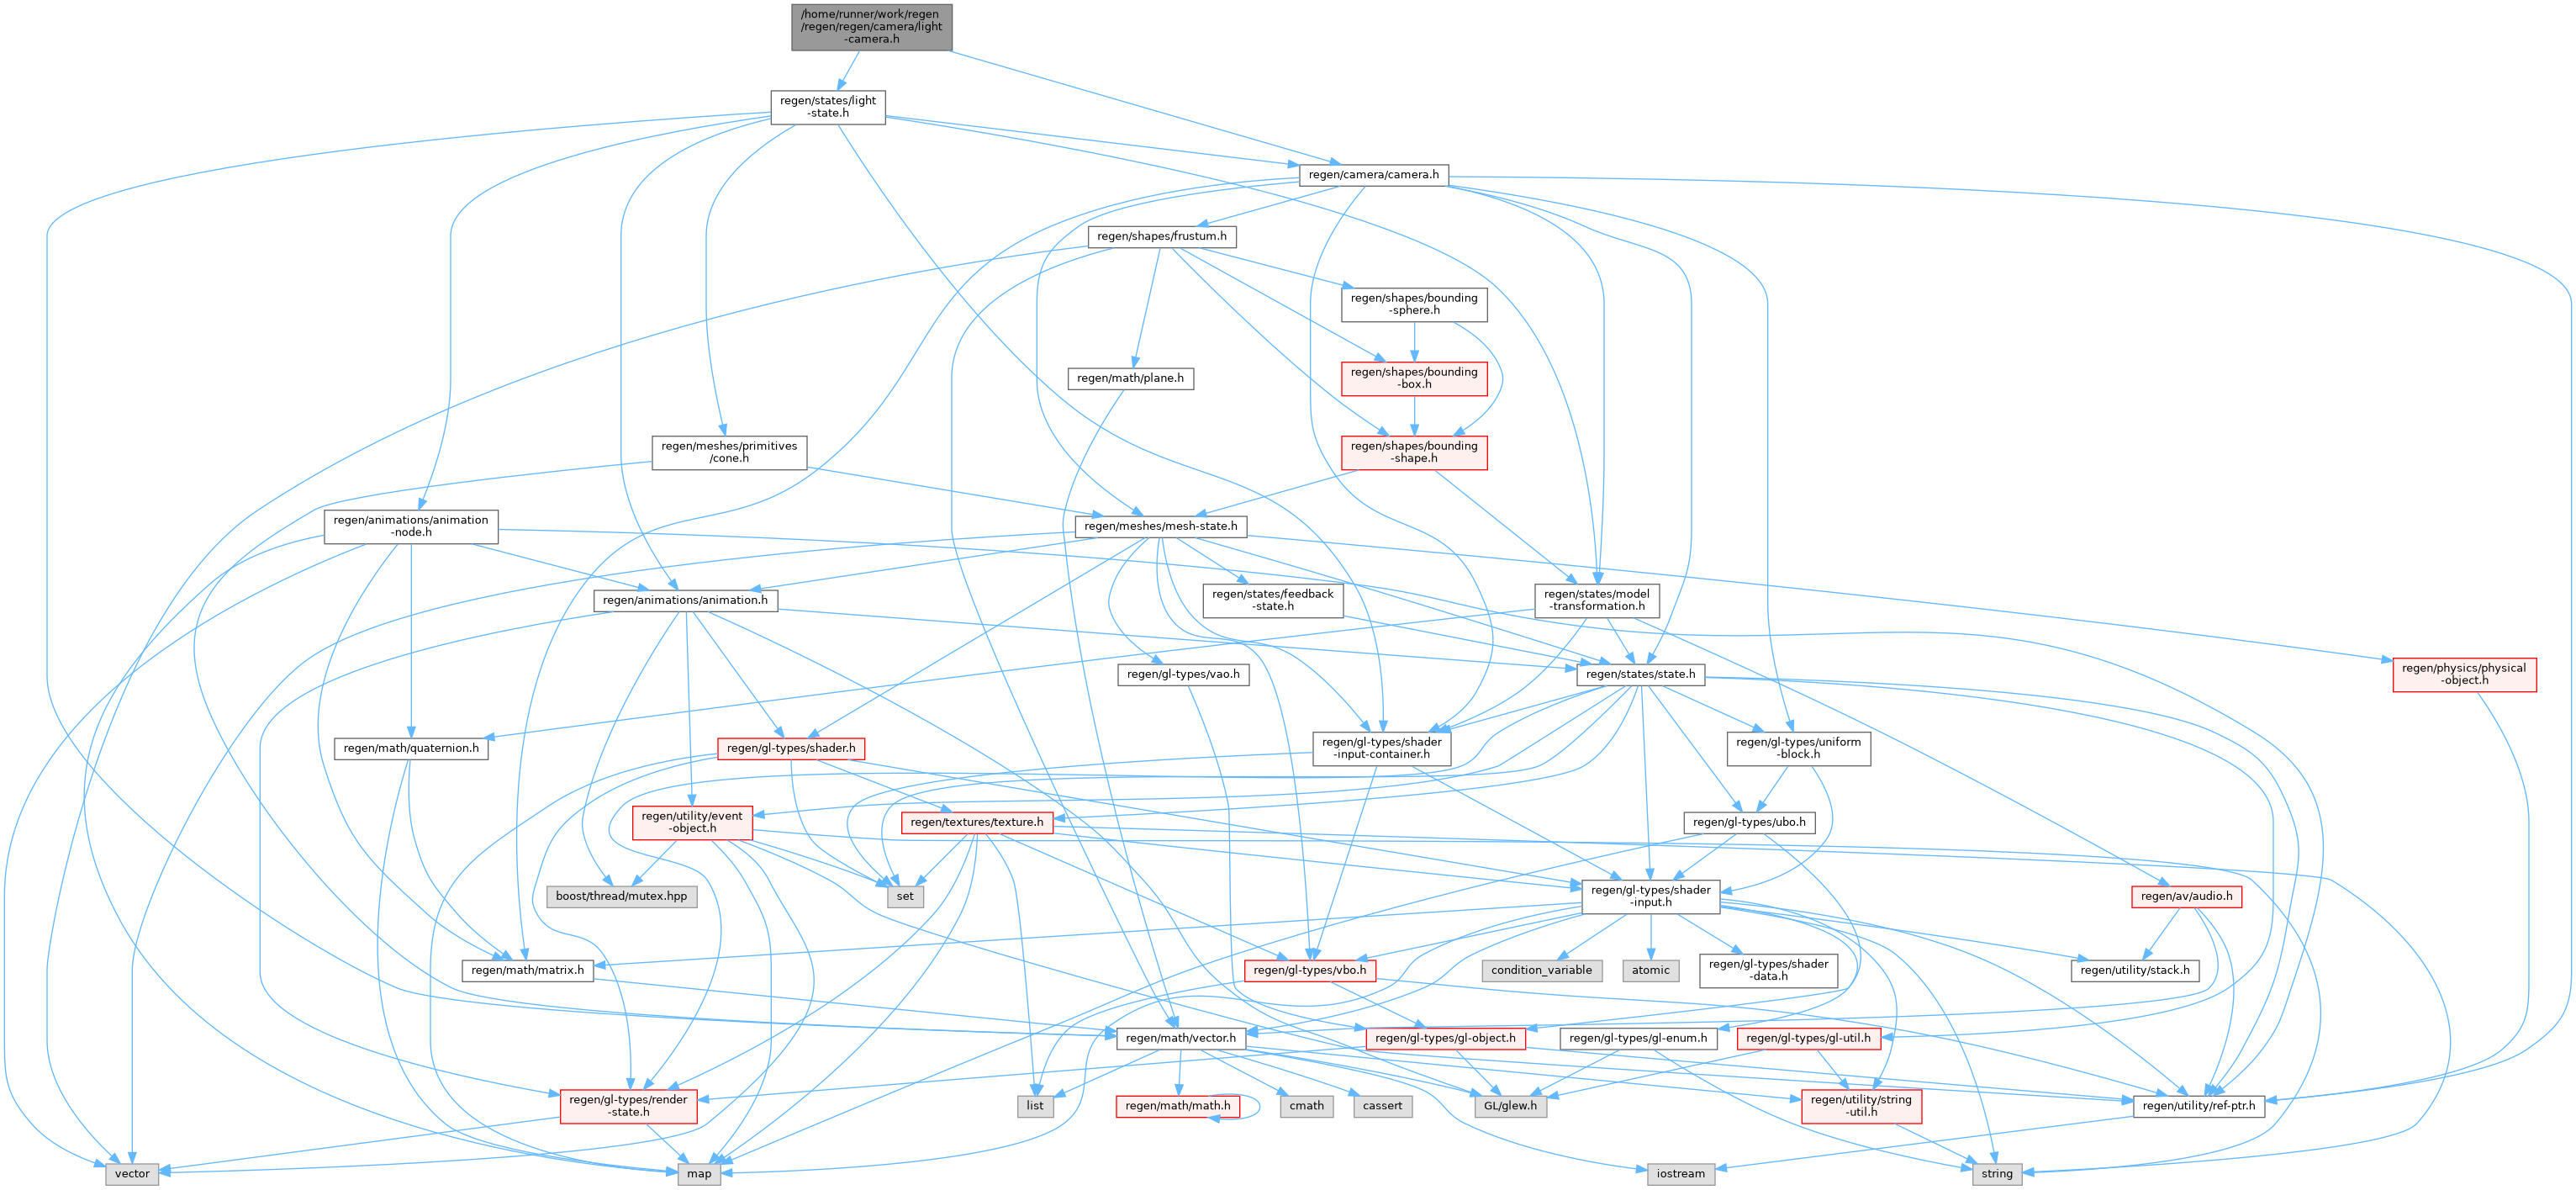 /home/runner/work/regen
/regen/regen/camera/light
-camera.h
regen/states/light
-state.h
regen/camera/camera.h
regen/shapes/frustum.h
regen/shapes/bounding
-sphere.h
regen/math/plane.h
regen/shapes/bounding
-box.h
regen/meshes/primitives
/cone.h
regen/shapes/bounding
-shape.h
regen/animations/animation
-node.h
regen/meshes/mesh-state.h
regen/animations/animation.h
regen/states/feedback
-state.h
regen/states/model
-transformation.h
regen/gl-types/vao.h
regen/states/state.h
regen/physics/physical
-object.h
regen/math/quaternion.h
regen/gl-types/shader.h
regen/gl-types/shader
-input-container.h
regen/gl-types/uniform
-block.h
regen/utility/event
-object.h
regen/textures/texture.h
regen/gl-types/ubo.h
boost/thread/mutex.hpp
set
regen/gl-types/shader
-input.h
regen/av/audio.h
regen/math/matrix.h
regen/gl-types/vbo.h
condition_variable
atomic
regen/gl-types/shader
-data.h
regen/utility/stack.h
regen/math/vector.h
regen/gl-types/gl-object.h
regen/gl-types/gl-enum.h
regen/gl-types/gl-util.h
regen/gl-types/render
-state.h
list
regen/math/math.h
cmath
cassert
GL/glew.h
regen/utility/string
-util.h
regen/utility/ref-ptr.h
vector
map
iostream
string